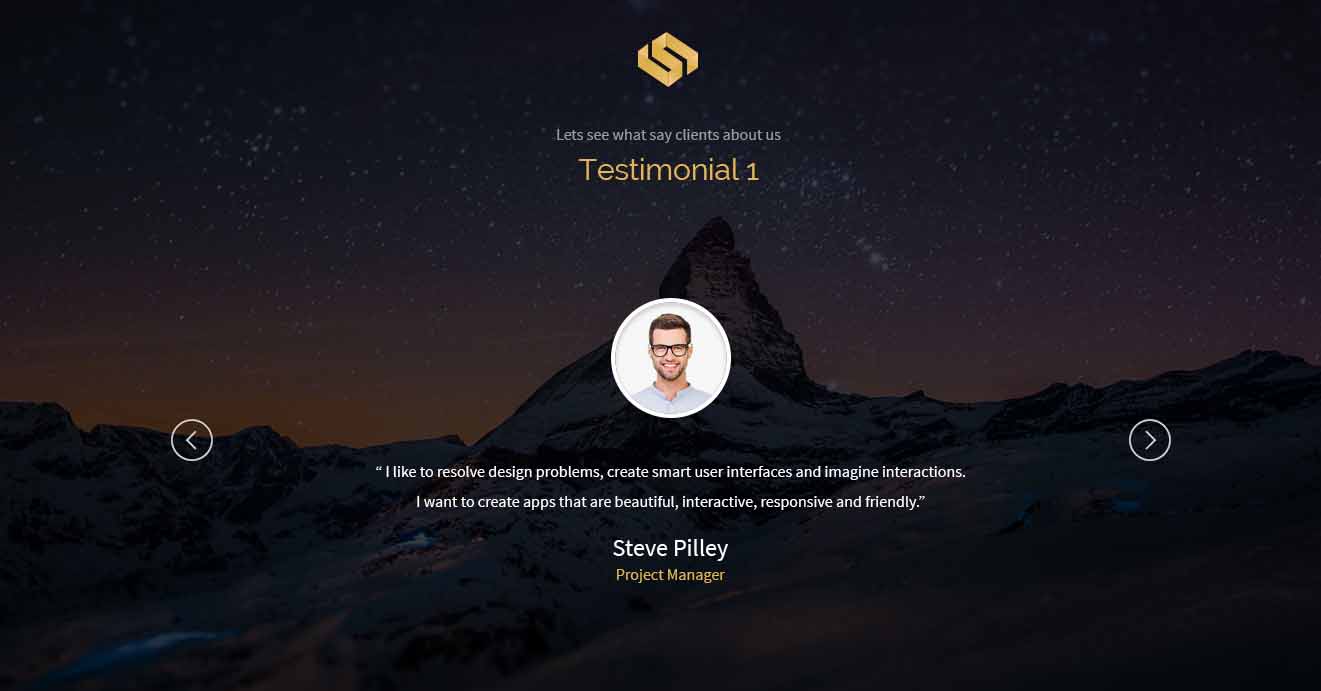 Lets see what say clients about us
Testimonial 1
“ I like to resolve design problems, create smart user interfaces and imagine interactions.
I want to create apps that are beautiful, interactive, responsive and friendly.”
Steve Pilley
Project Manager